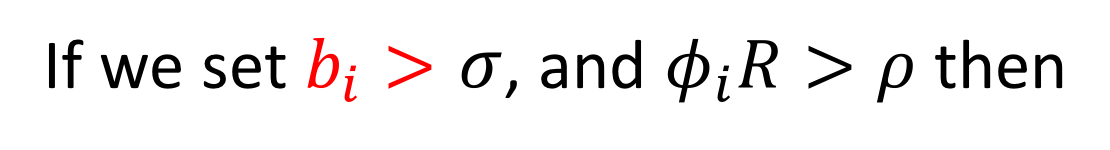 If we set bᵢ > σ, and ϕᵢR > ρ then